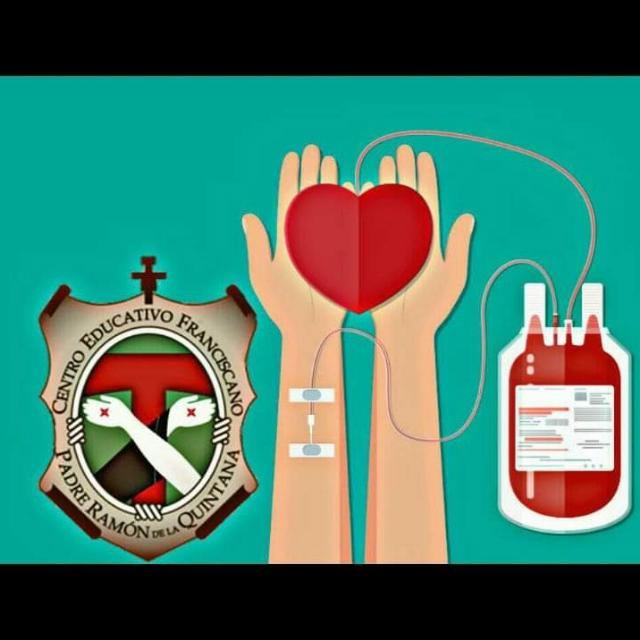 CENTRO EDUCATIVO FRANCISCANO
PADRE RAMÓN DE LA QUINTANA